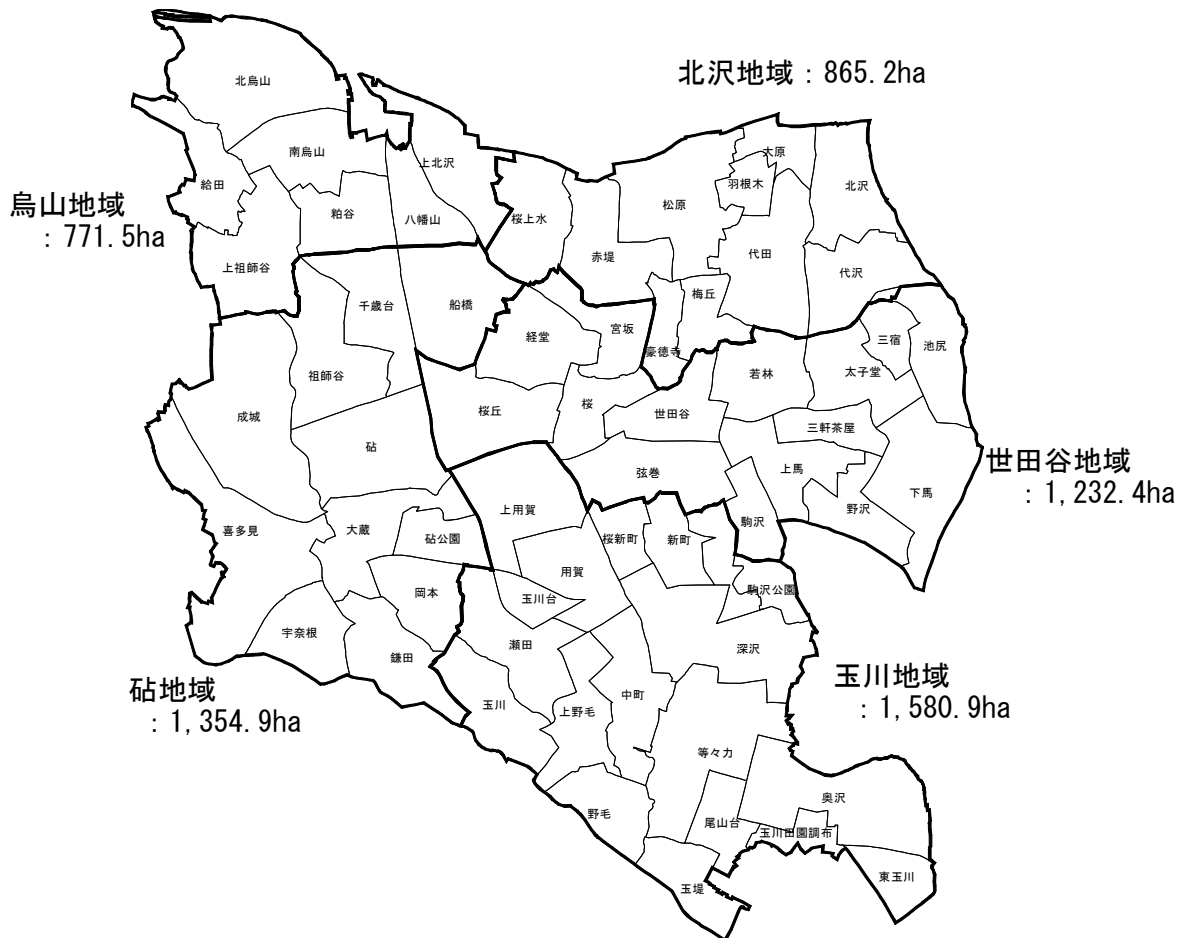 北沢地域：865.2ha
北烏山
南烏山
上北沢
大原
給田
羽根木
北沢
烏山地域
：771.5ha
粕谷
八幡山
桜上水
松原
上祖師谷
赤堤
代田
代沢
千歳台
船橋
梅丘
経堂
宮坂
豪徳寺
三宿
池尻
祖師谷
若林
太子堂
成城
桜丘
桜
世田谷
三軒茶屋
砧
弦巻
上馬
世田谷地域
：1,232.4ha
下馬
喜多見
大蔵
砧公園
上用賀
桜新町
新町
駒沢
野沢
岡本
用賀
玉川台
駒沢公園
宇奈根
鎌田
瀬田
深沢
砧地域
：1,354.9ha
玉川
上野毛
中町
玉川地域
：1,580.9ha
等々力
野毛
尾山台
奥沢
玉川田園調布
玉堤
東玉川